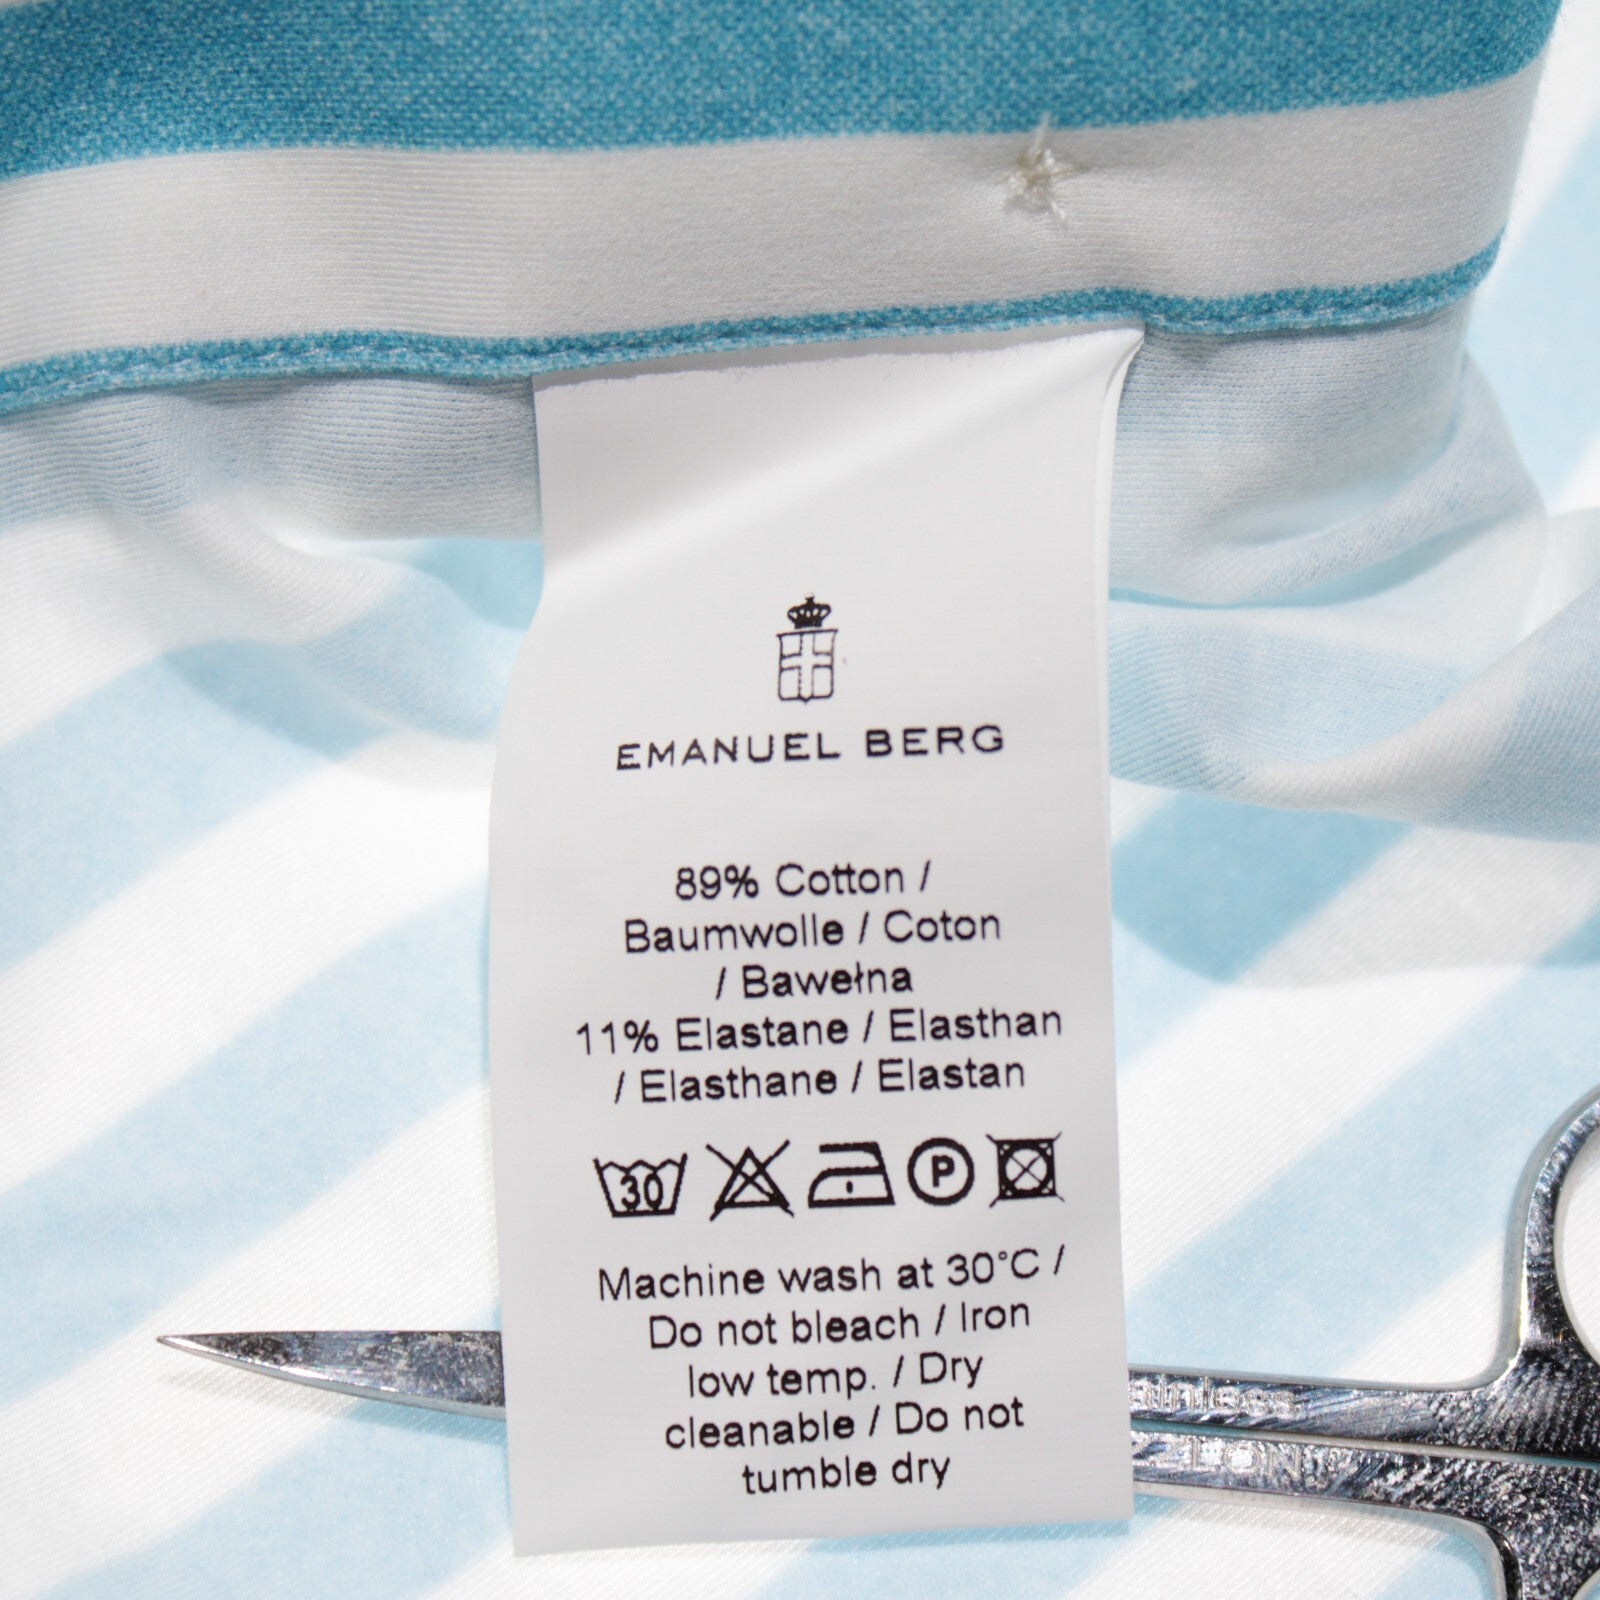 EMANUEL BERG
89% Cotton /
Baumwolle / Coton
/ Bawełna
11% Elastane / Elasthan
/ Elasthane / Elastan
30 P
Machine wash at 30°C /
Do not bleach / Iron
low temp. / Dry
cleanable / Do not
tumble dry